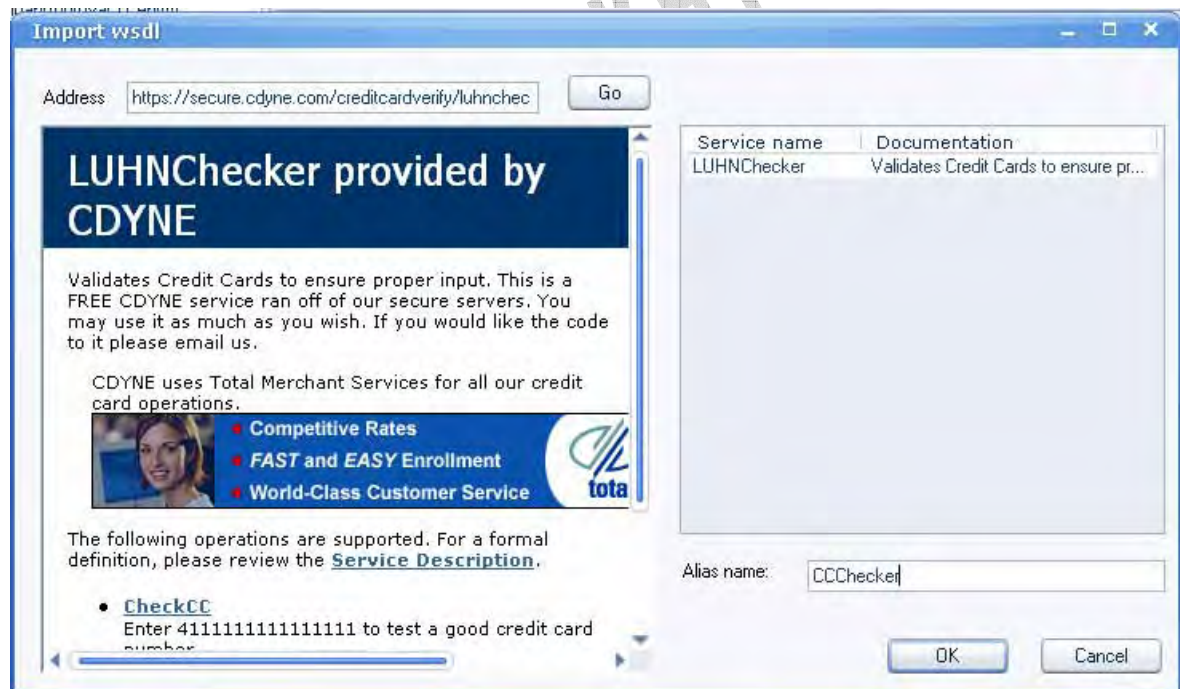 Import wsdl
Address https://secure.cdyne.com/creditcardverify/luhnchec Go
LUHNChecker provided by
CDYNE
Validates Credit Cards to ensure proper input. This is a
FREE CDYNE service ran off of our secure servers. You
may use it as much as you wish. If you would like the code
to it please email us.
CDYNE uses Total Merchant Services for all our credit
card operations.
Competitive Rates
FAST and EASY Enrollment
World-Class Customer Service
tota
The following operations are supported. For a formal
definition, please review the Service Description.
CheckCC
Enter 4111111111111111 to test a good credit card
number
Service name Documentation
LUHNChecker Validates Credit Cards to ensure pr...
Alias name: CCChecker
OK Cancel